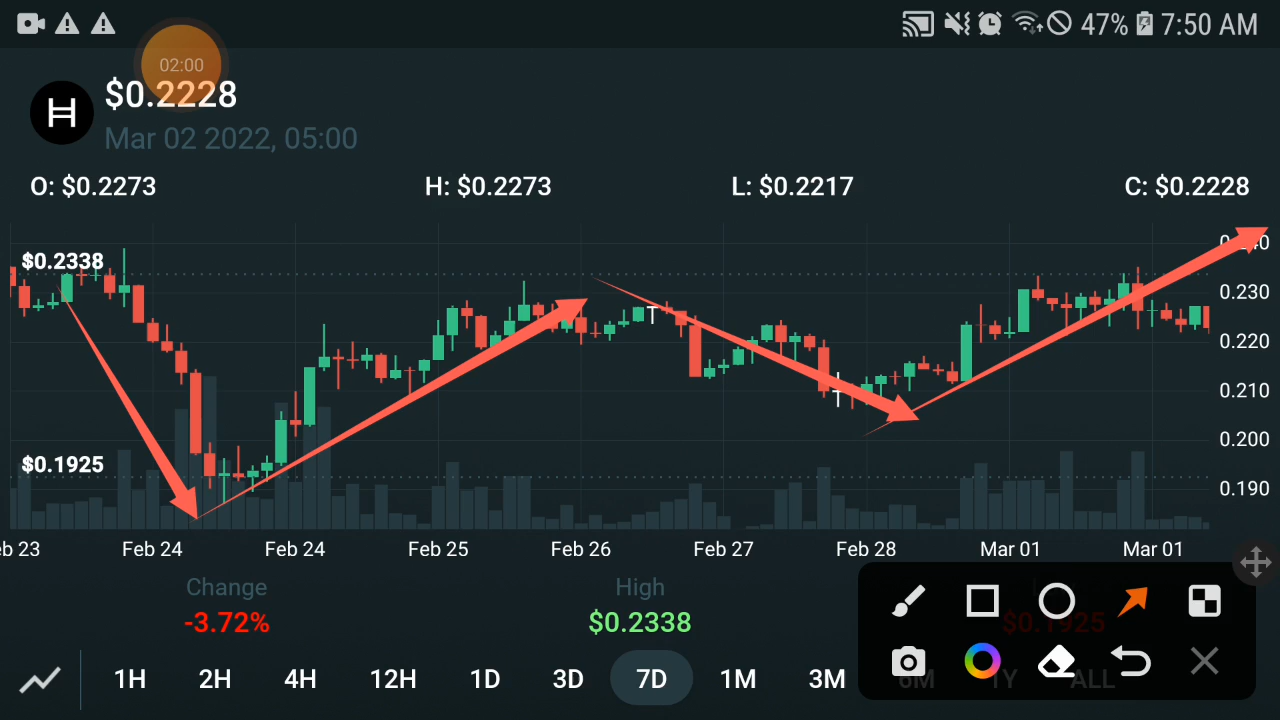 47% 7:50 AM
02:00
$0.2228
Mar 02 2022, 05:00
O: $0.2273 H: $0.2273 L: $0.2217 C: $0.2228
$0.2338
0.230
0.220
0.210
0.200
$0.1925
0.190
eb 23 Feb 24 Feb 24 Feb 25 Feb 26 Feb 27 Feb 28 Mar 01 Mar 01
Change High
-3.72% $0.2338 $0.1925
1H 2H 4H 12H 1D 3D 7D 1M 3M 6M 1Y ALL